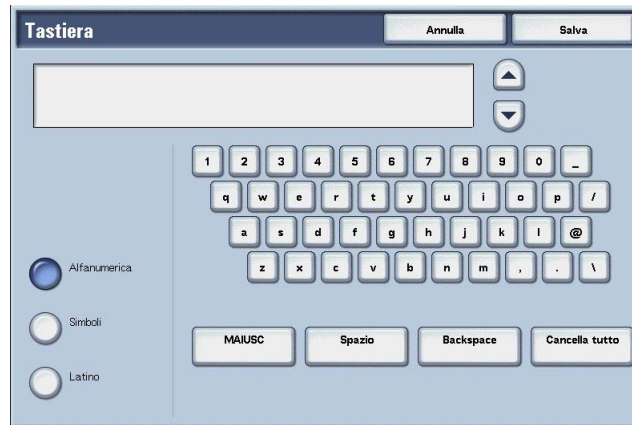 Tastiera Annulla Salva
1 2 3 4 5 6 7 8 9 0 _
q w e r t y u i o p /
a s d f g h j k l @
z x c v b n m , . \
Alfanumerica
Simboli
MAIUSC Spazio Backspace Cancella tutto
Latino